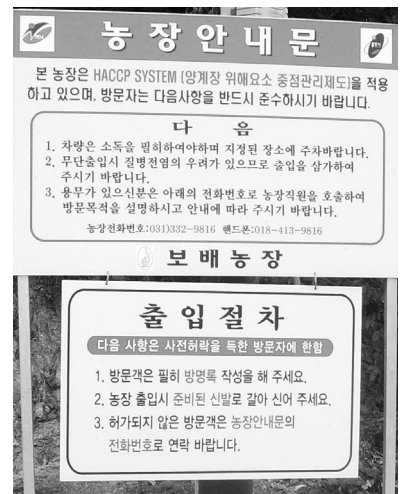 농장안내문
본 농장은 HACCP SYSTEM (양계장 위해요소 중점관리제도)을 적용
하고 있으며, 방문자는 다음사항을 반드시 준수하시기 바랍니다.
다 음
1. 차량은 소독을 필히하여야하며 지정된 장소에 주차바랍니다.
2. 무단출입시 질병전염의 우려가 있으므로 출입을 삼가하여
주시기 바랍니다.
3. 용무가 있으신분은 아래의 전화번호로 농장직원을 호출하여
방문목적을 설명하시고 안내에 따라 주시기 바랍니다.
농장전화번호:031)332-9816 핸드폰:018-413-9816
보배농장
출입절차
다음 사항은 사전허락을 득한 방문자에 한함
1. 방문객은 필히 방명록 작성을 해 주세요.
2. 농장 출입시 준비된 신발로 갈아 신어 주세요.
3. 허가되지 않은 방문객은 농장안내문의
전화번호로 연락 바랍니다.